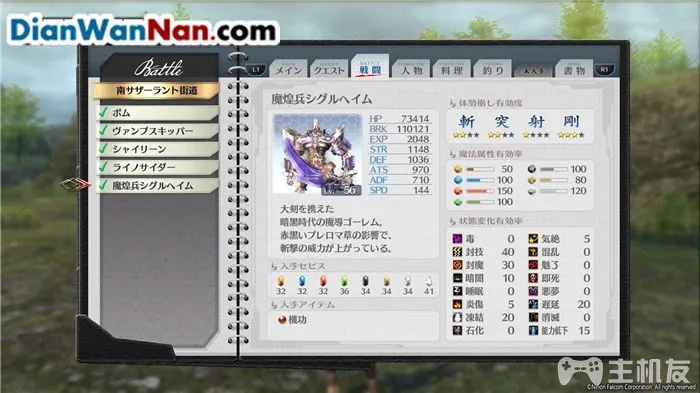 DianWanNan.com
Battle
南サザーラント街道
ポム
ヴァンプスキッパー
シャイリーン
ライノサイダー
魔煌兵シグルヘイム
L1
メイン
クエスト
BATTLE
戦闘
人物
料理
釣り
未入手
書物
R1
魔煌兵シグルヘイム
HP 73414
BRK 110121
EXP 2048
STR 1148
DEF 1036
ATS 970
ADF 710
SPD 144
Lv. 56
大剣を携えた
暗黒時代の魔導ゴーレム。
赤黒いプレロマ草の影響で、
斬撃の威力が上がっている。
入手セピス
32 32 32 36 34 34 34 41
入手アイテム
機功
体勢崩し有効度
斬 突 射 剛
魔法属性有効率
50 100
100 80
150 100
100 120
状態変化有効率
毒 0 気絶 5
封技 40 混乱 0
封魔 30 魅了 0
暗闇 10 即死 0
睡眠 0 悪夢 0
炎傷 5 遅延 20
凍結 20 消滅 0
石化 0 能力低下 15
主机友
©Nihon Falcom Corporation. All rights reserved.